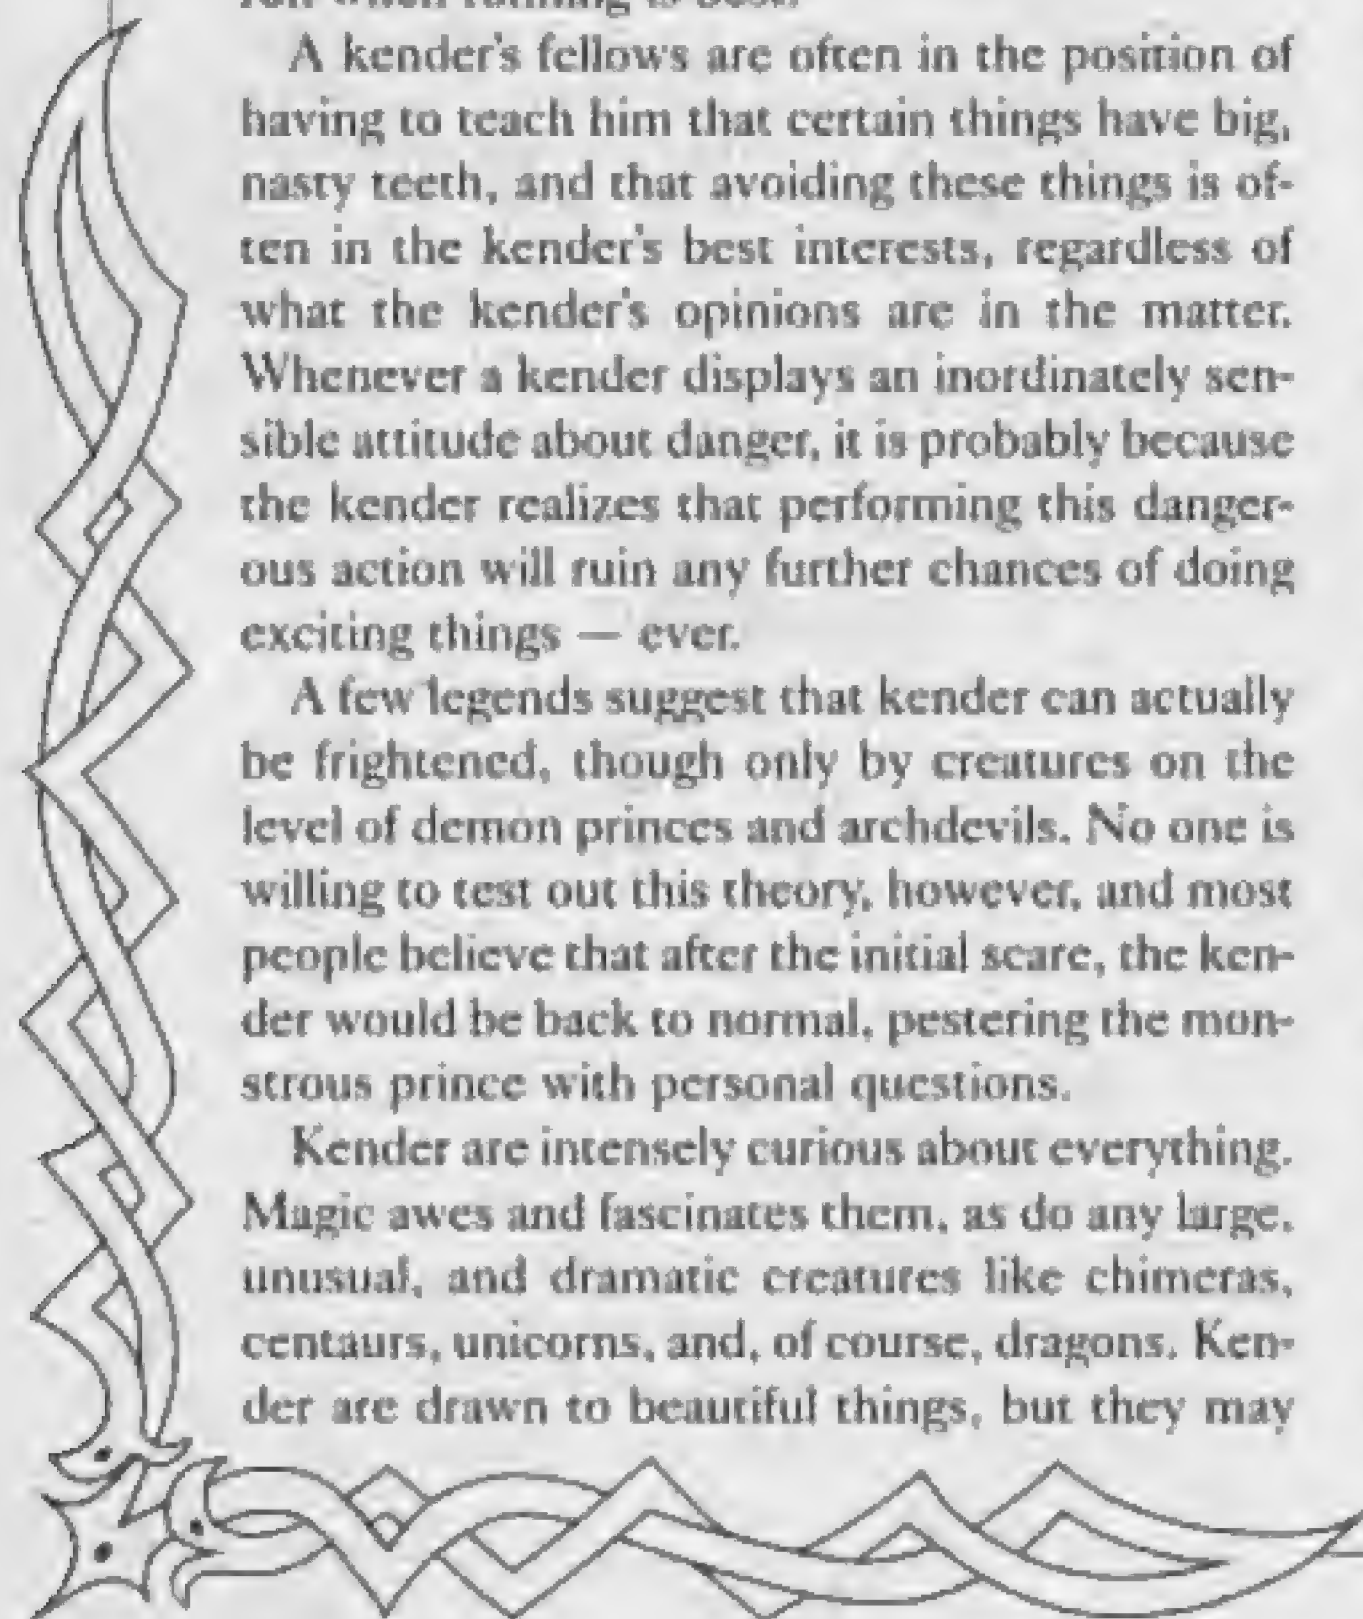 run when running is best.
A kender's fellows are often in the position of
having to teach him that certain things have big,
nasty teeth, and that avoiding these things is of-
ten in the kender's best interests, regardless of
what the kender's opinions are in the matter.
Whenever a kender displays an inordinately sen-
sible attitude about danger, it is probably because
the kender realizes that performing this danger-
ous action will ruin any further chances of doing
exciting things — ever.
A few legends suggest that kender can actually
be frightened, though only by creatures on the
level of demon princes and archdevils. No one is
willing to test out this theory, however, and most
people believe that after the initial scare, the ken-
der would be back to normal, pestering the mon-
strous prince with personal questions.
Kender are intensely curious about everything.
Magic awes and fascinates them, as do any large,
unusual, and dramatic creatures like chimeras,
centaurs, unicorns, and, of course, dragons. Ken-
der are drawn to beautiful things, but they may